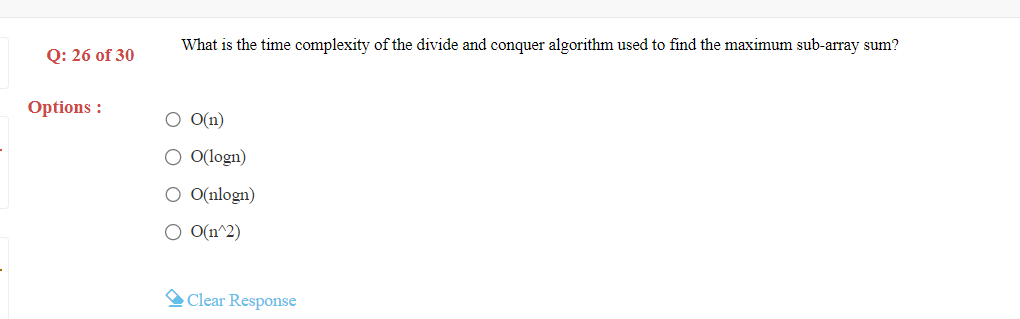 Q: 26 of 30
What is the time complexity of the divide and conquer algorithm used to find the maximum sub-array sum?
Options :
O(n)
O(logn)
O(nlogn)
O(n^2)
Clear Response